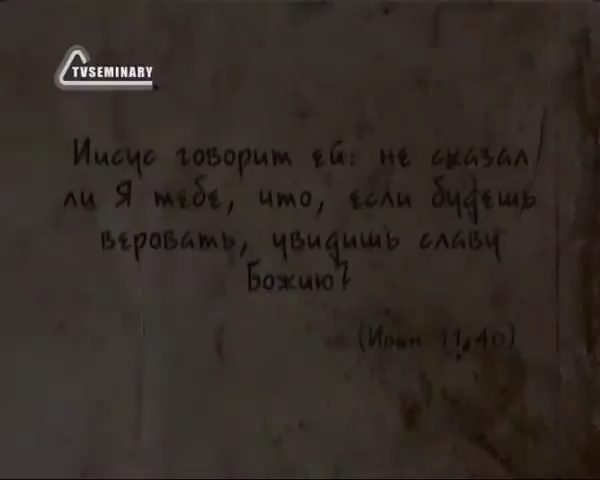 TVSEMINARY
Иисус говорит ей: не сказал
ли Я тебе, что, если будешь
веровать, увидишь славу
Божию?
(Иоан 11,40)